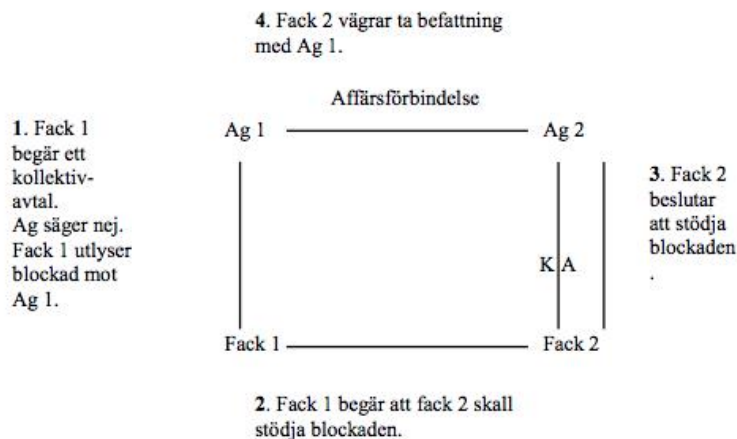 4. Fack 2 vägrar ta befattning
med Ag 1.
Affärsförbindelse
1. Fack 1
begär ett
kollektiv-
avtal.
Ag säger nej.
Fack 1 utlyser
blockad mot
Ag 1.
Ag 1
Ag 2
3. Fack 2
beslutar
att stödja
blockaden
.
K A
Fack 1
Fack 2
2. Fack 1 begär att fack 2 skall
stödja blockaden.